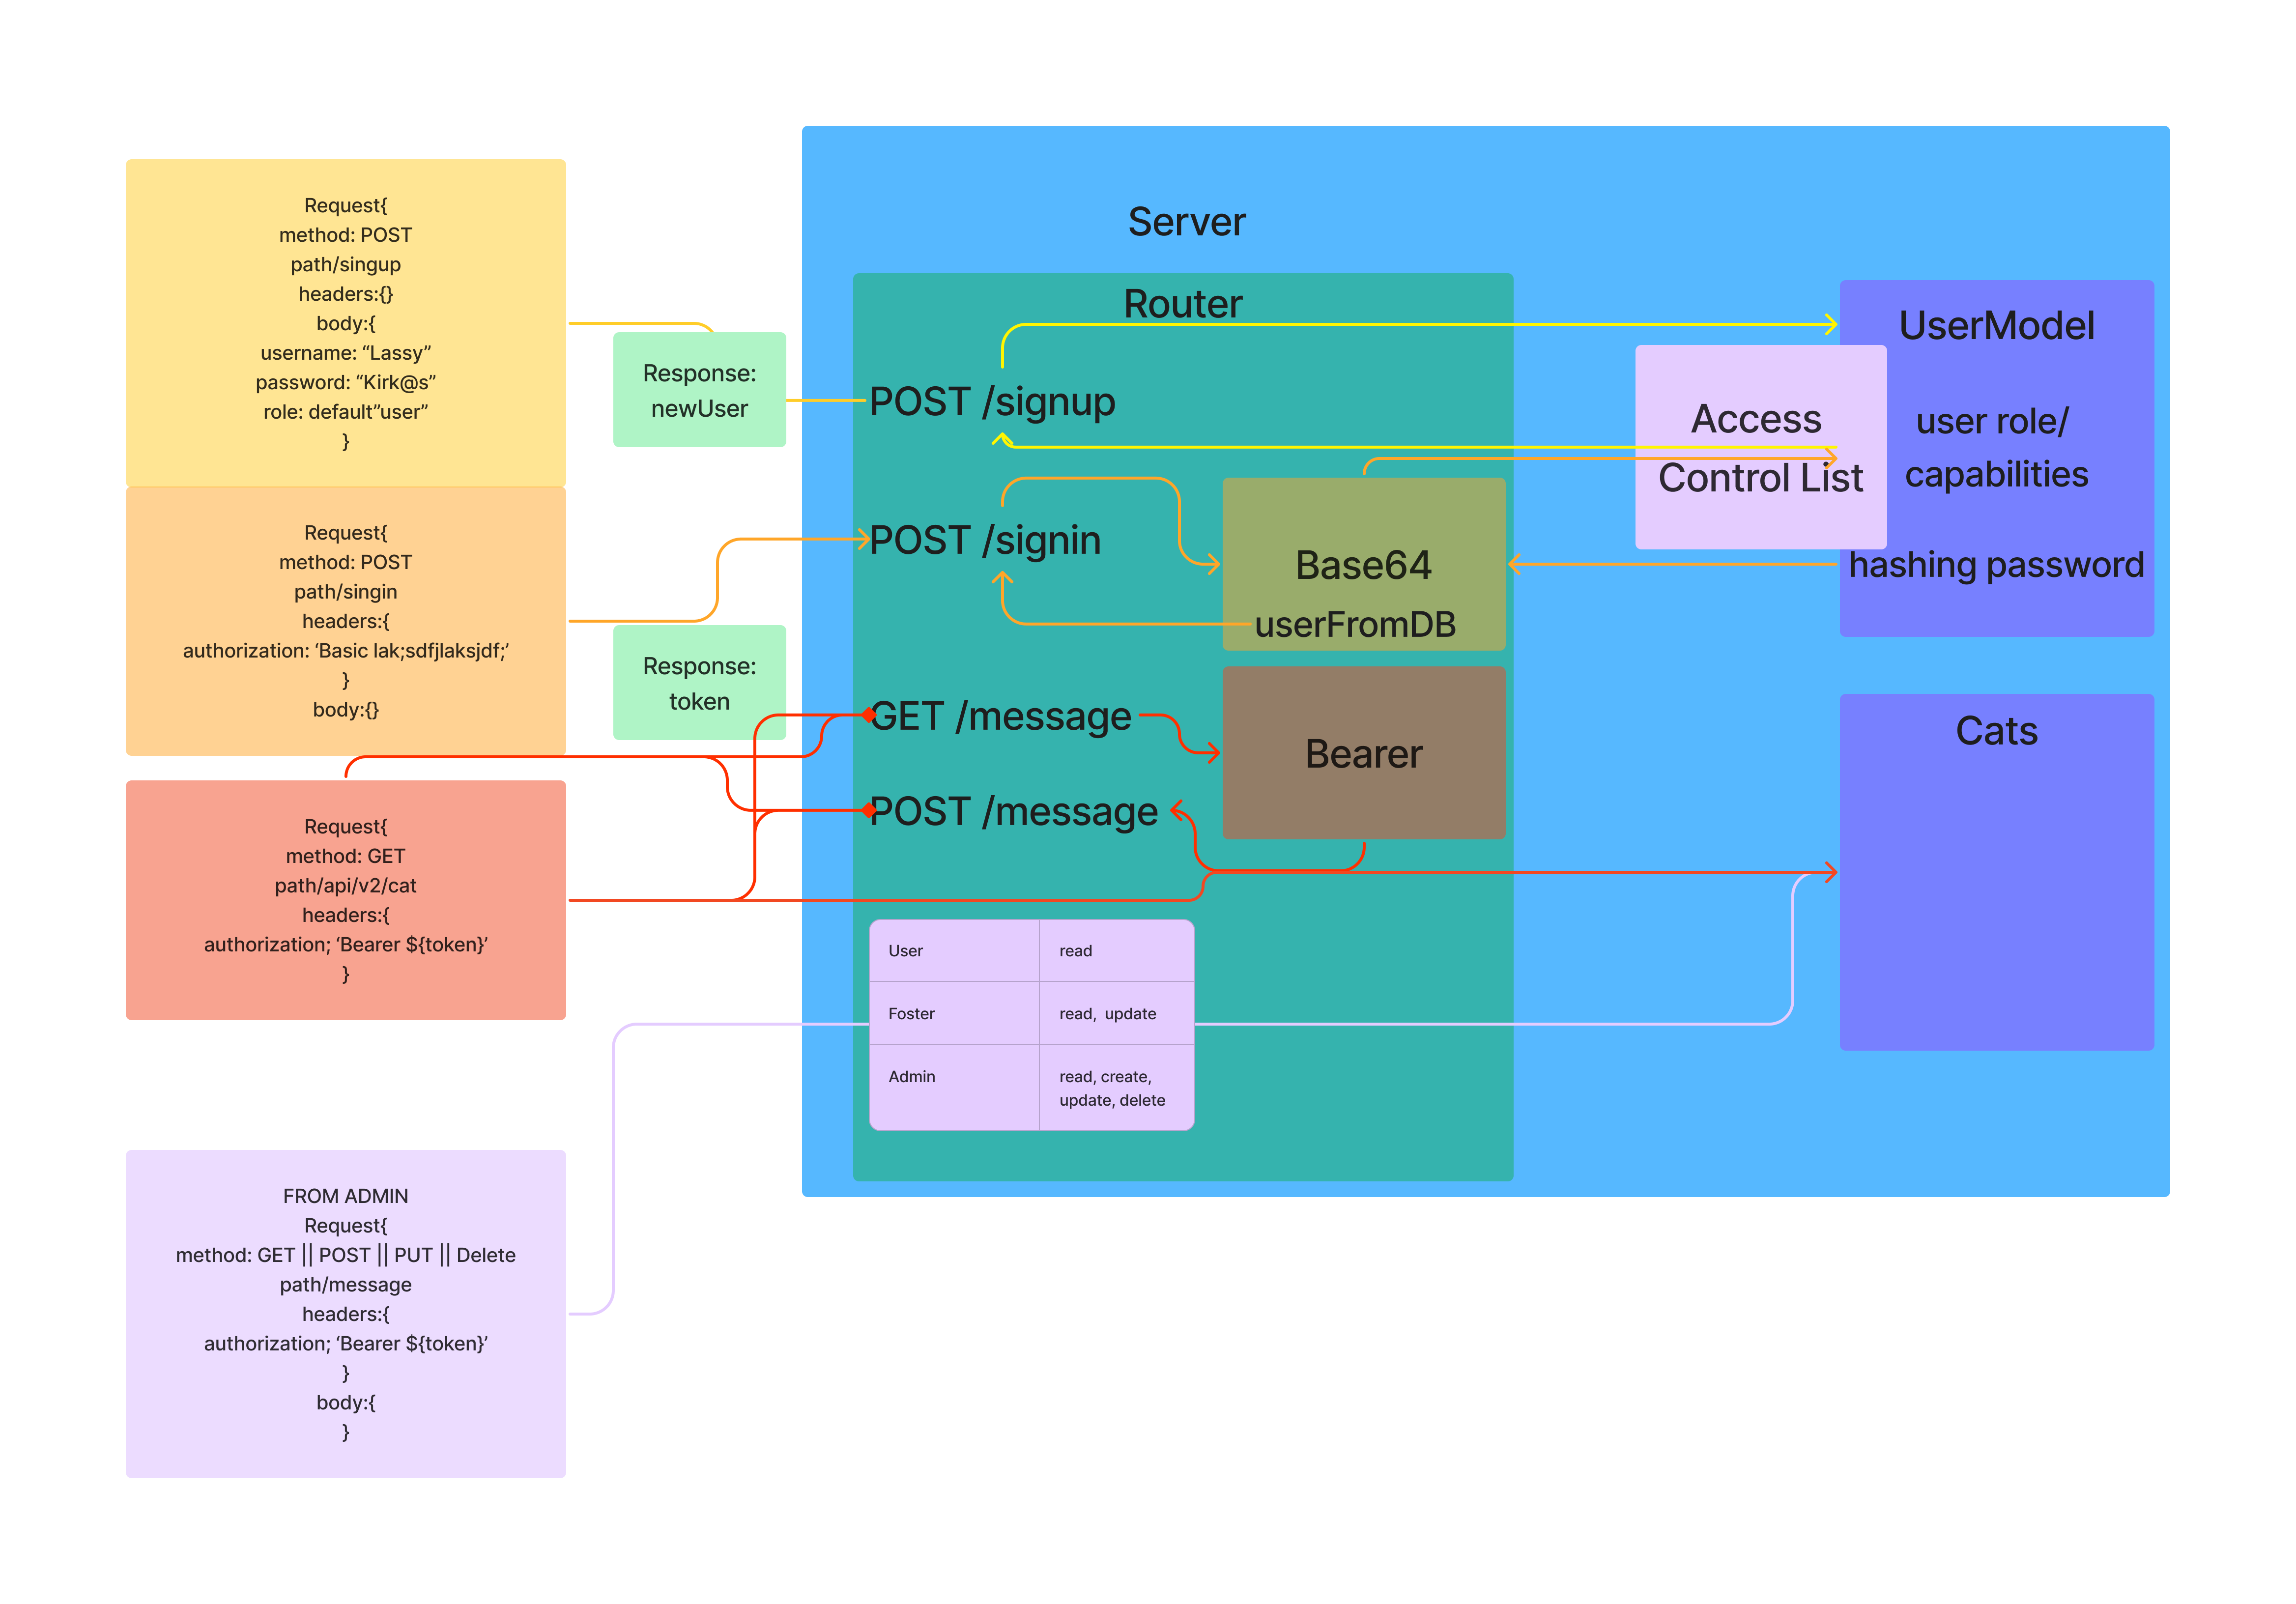 Request{
method: POST
path/singup
headers:{}
body:{
username: “Lassy”
password: “Kirk@s”
role: default”user”
}
Request{
method: POST
path/singin
headers:{
authorization: ‘Basic lak;sdfjlaksjdf;’
}
body:{}
Request{
method: GET
path/api/v2/cat
headers:{
authorization; ‘Bearer ${token}’
}
FROM ADMIN
Request{
method: GET || POST || PUT || Delete
path/message
headers:{
authorization; ‘Bearer ${token}’
}
body:{
}
Response:
newUser
Response:
token
Server
Router
POST /signup
POST /signin
GET /message
POST /message
Base64
userFromDB
Bearer
User
read
Foster
read, update
Admin
read, create,
update, delete
Access
Control List
UserModel
user role/
capabilities
hashing password
Cats